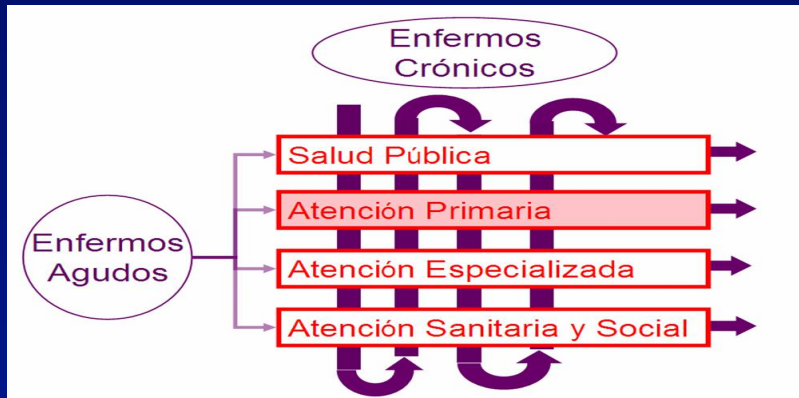 Enfermos
Crónicos
Salud Pública
Atención Primaria
Enfermos
Agudos
Atención Especializada
Atención Sanitaria y Social